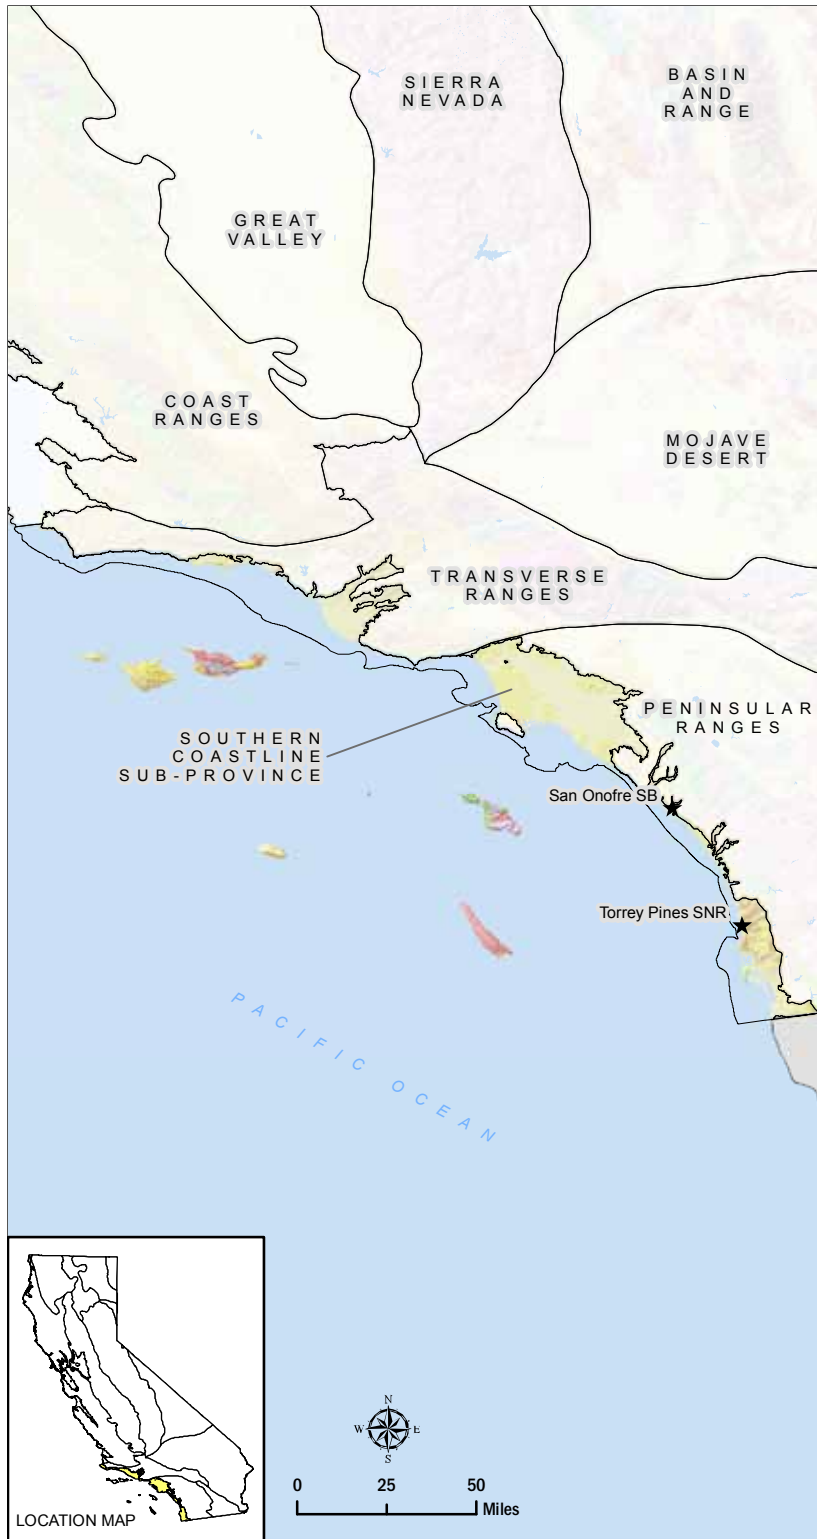 SIERRA
NEVADA
BASIN
AND
RANGE
GREAT
VALLEY
COAST
RANGES
MOJAVE
DESERT
TRANSVERSE
RANGES
PENINSULAR
RANGES
SOUTHERN
COASTLINE
SUB-PROVINCE
San Onofre SB
Torrey Pines SNR
PACIFIC OCEAN
N
W E
S
0 25 50
Miles
LOCATION MAP